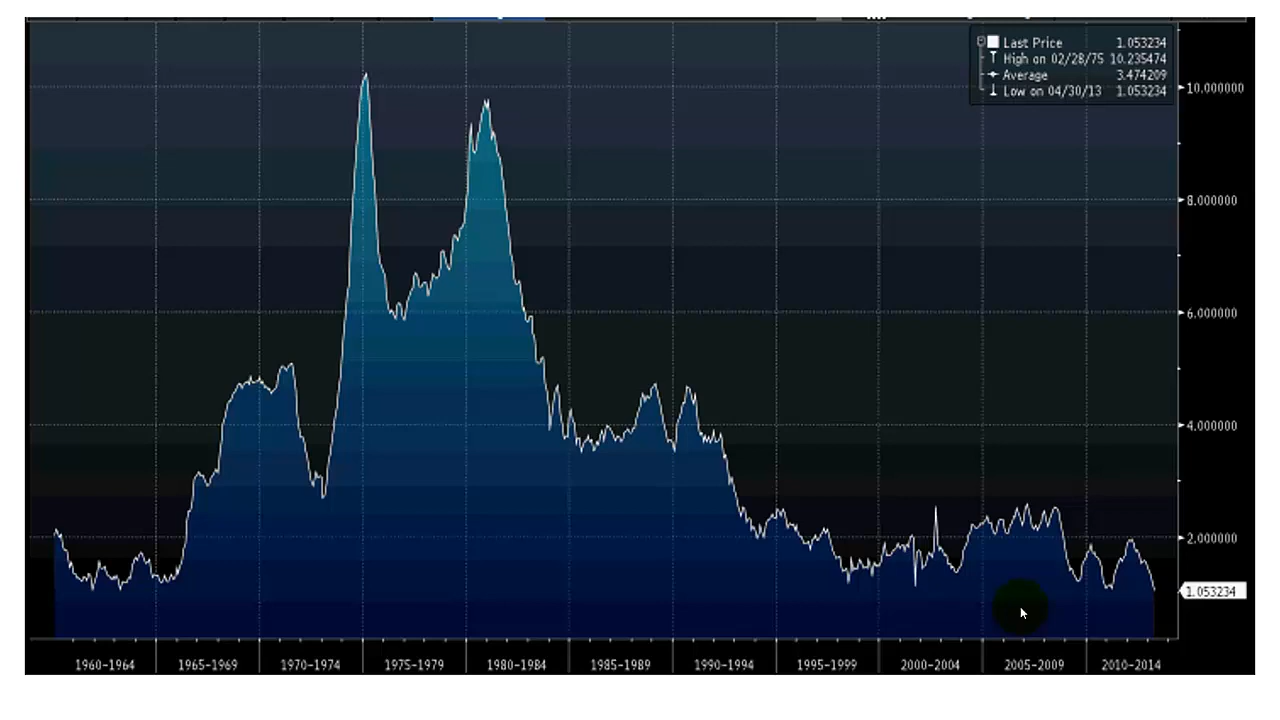 Last Price 1.053234
High on 02/28/75 10.235474
Average 3.474209
Low on 04/30/13 1.053234
10.000000
8.000000
6.000000
4.000000
2.000000
1.053234
1960-1964 1965-1969 1970-1974 1975-1979 1980-1984 1985-1989 1990-1994 1995-1999 2000-2004 2005-2009 2010-2014